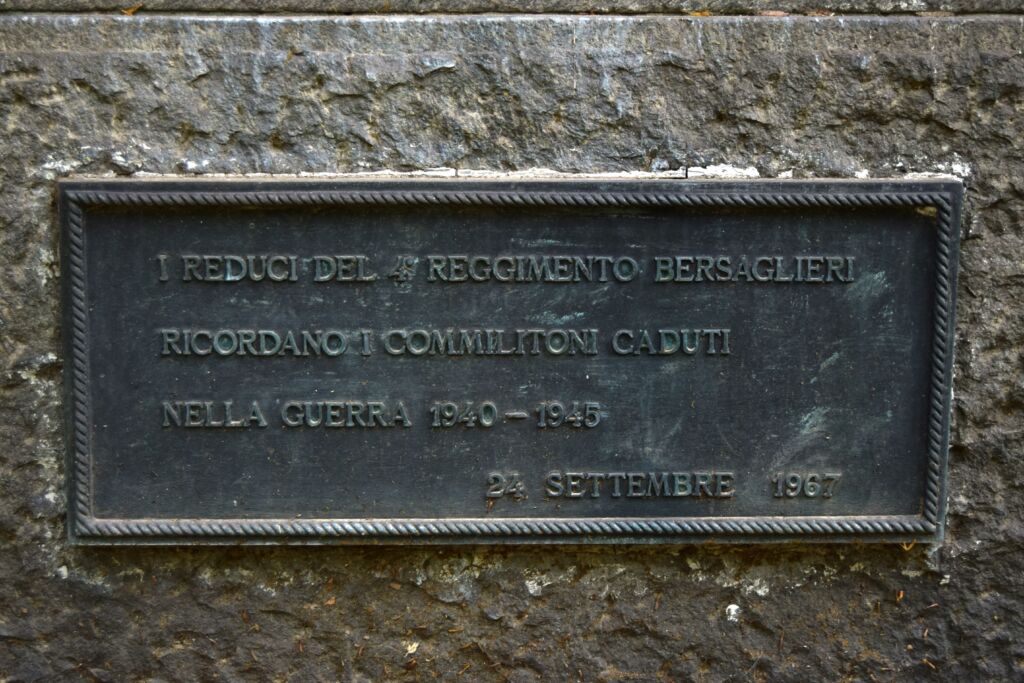 I REDUCI DEL 4° REGGIMENTO BERSAGLIERI
RICORDANO I COMMILITONI CADUTI
NELLA GUERRA 1940 - 1945
24 SETTEMBRE 1967